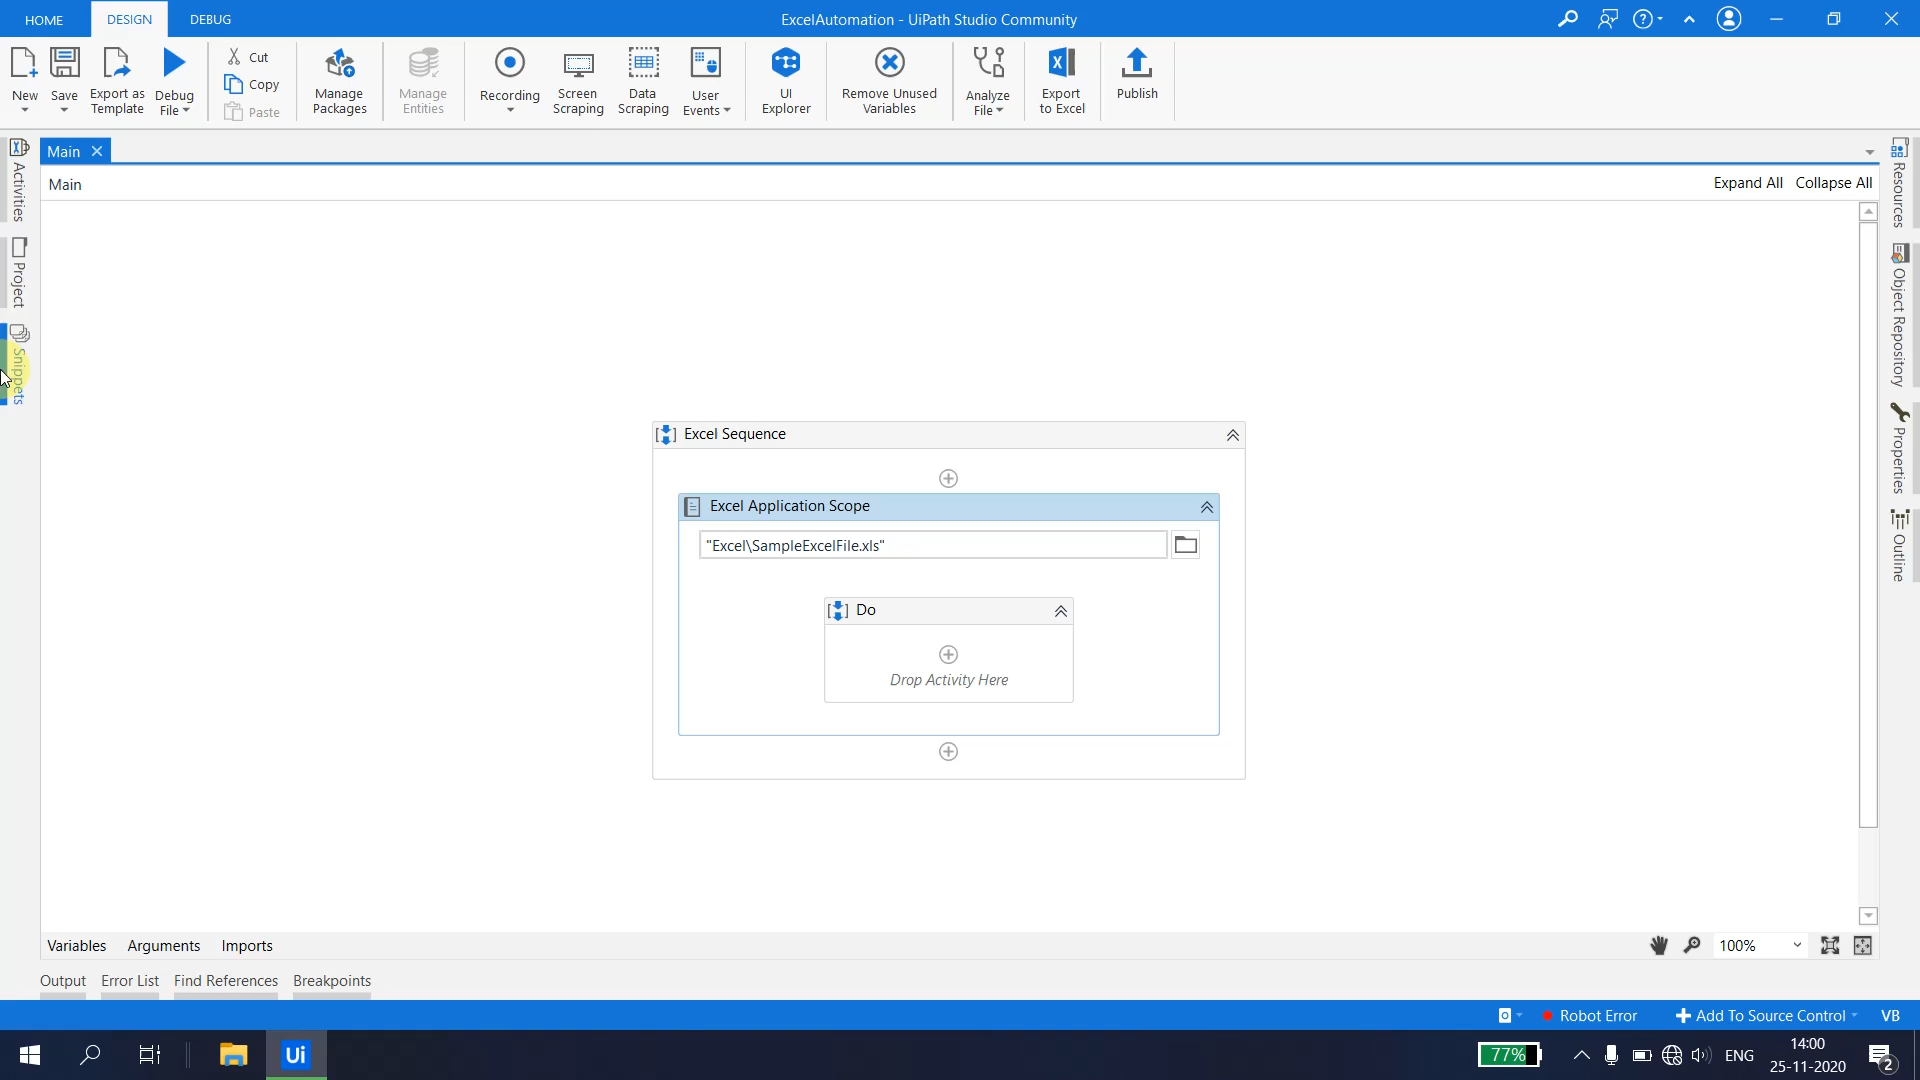 HOME
DESIGN
DEBUG
ExcelAutomation - UiPath Studio Community
New
Save
Export as
Template
Debug
File
Cut
Copy
Paste
Manage
Packages
Manage
Entities
Recording
Screen
Scraping
Data
Scraping
User
Events
UI
Explorer
Remove Unused
Variables
Analyze
File
Export
to Excel
Publish
Activities
Project
Snippets
Main
Main
Expand All
Collapse All
Resources
Object Repository
Properties
Outline
Excel Sequence
Excel Application Scope
"Excel\SampleExcelFile.xls"
Do
Drop Activity Here
Variables
Arguments
Imports
100%
Output
Error List
Find References
Breakpoints
Robot Error
Add To Source Control
VB
Ui
77%
ENG
14:00
25-11-2020
2